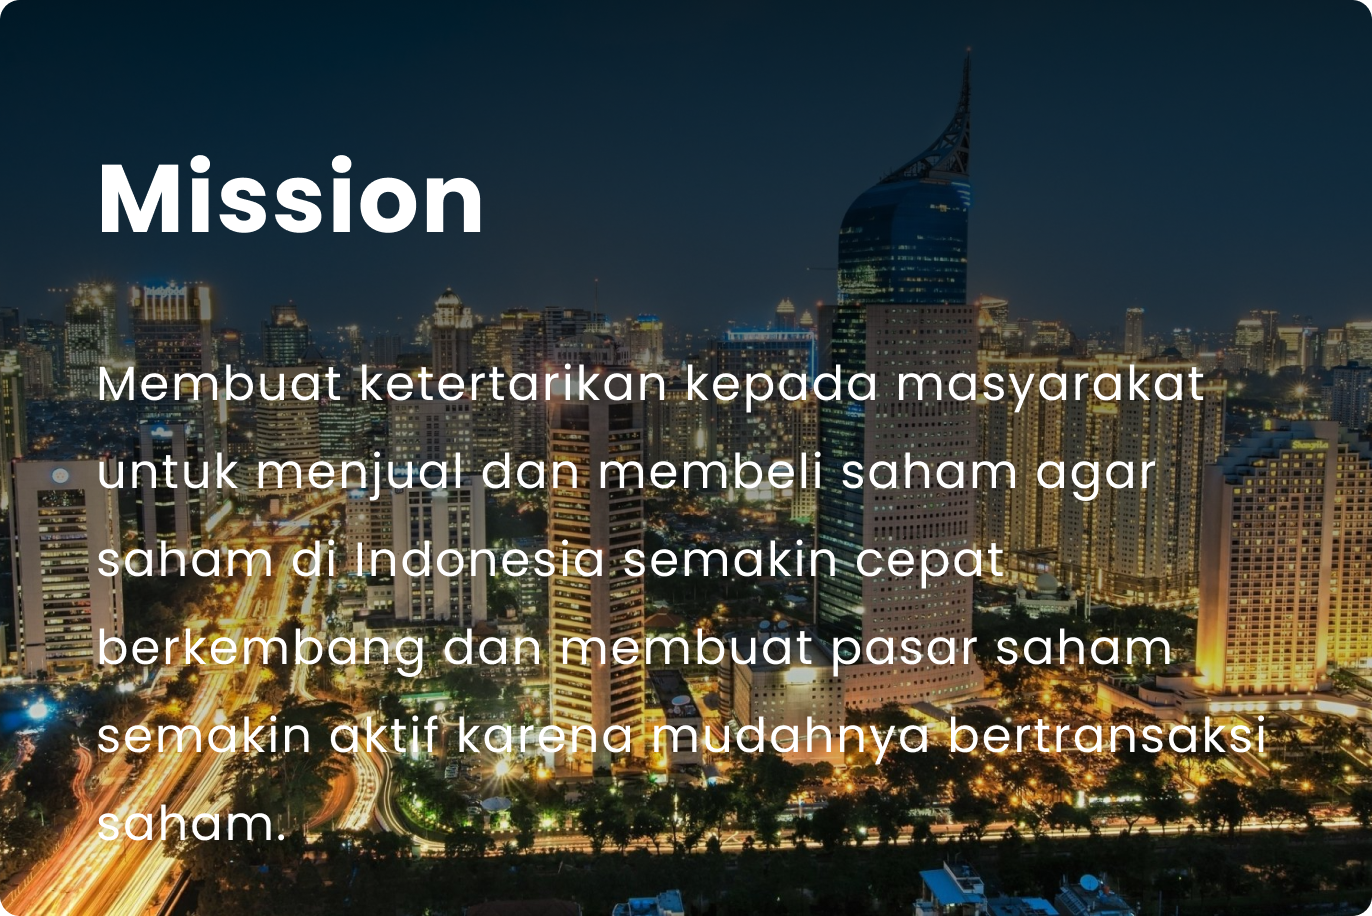 Mission
Membuat ketertarikan kepada masyarakat
untuk menjual dan membeli saham agar
saham di Indonesia semakin cepat
berkembang dan membuat pasar saham
semakin aktif karena mudahnya bertransaksi
saham.